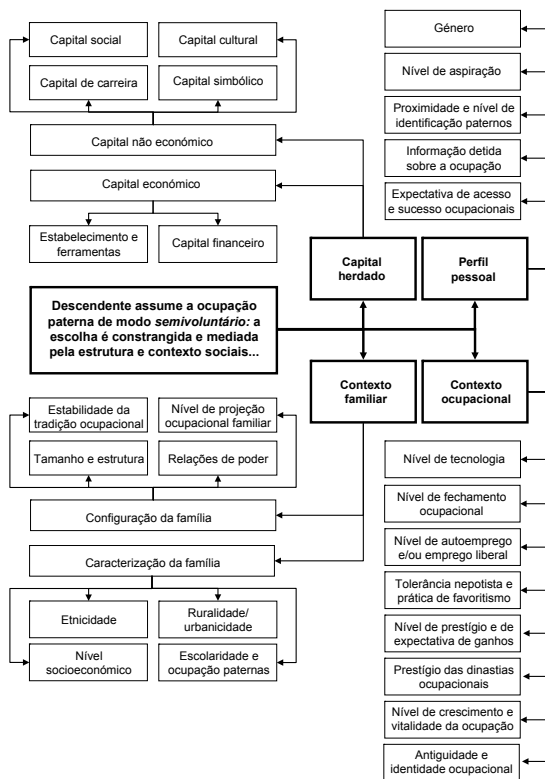 Capital social
Capital cultural
Capital de carreira
Capital simbólico
Capital não económico
Capital económico
Estabelecimento e
ferramentas
Capital financeiro
Género
Nível de aspiração
Proximidade e nível de
identificação paternos
Informação detida
sobre a ocupação
Expectativa de acesso
e sucesso ocupacionais
Capital
herdado
Perfil
pessoal
Descendente assume a ocupação
paterna de modo semivoluntário: a
escolha é constrangida e mediada
pela estrutura e contexto sociais...
Contexto
familiar
Contexto
ocupacional
Estabilidade da
tradição ocupacional
Nível de projeção
ocupacional familiar
Tamanho e estrutura
Relações de poder
Configuração da família
Caracterização da família
Etnicidade
Ruralidade/
urbanicidade
Nível
socioeconómico
Escolaridade e
ocupação paternas
Nível de tecnologia
Nível de fechamento
ocupacional
Nível de autoemprego
e/ou emprego liberal
Tolerância nepotista e
prática de favoritismo
Nível de prestígio e de
expectativa de ganhos
Prestígio das dinastias
ocupacionais
Nível de crescimento e
vitalidade da ocupação
Antiguidade e
identidade ocupacional